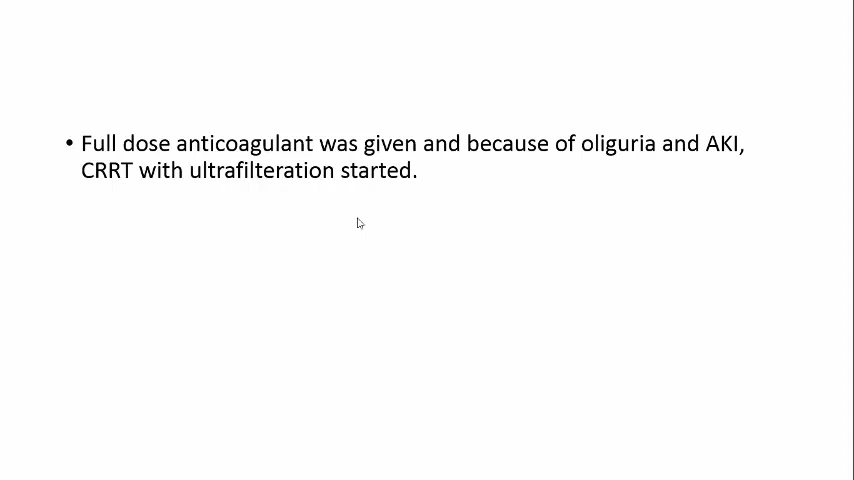 • Full dose anticoagulant was given and because of oliguria and AKI,
CRRT with ultrafilteration started.